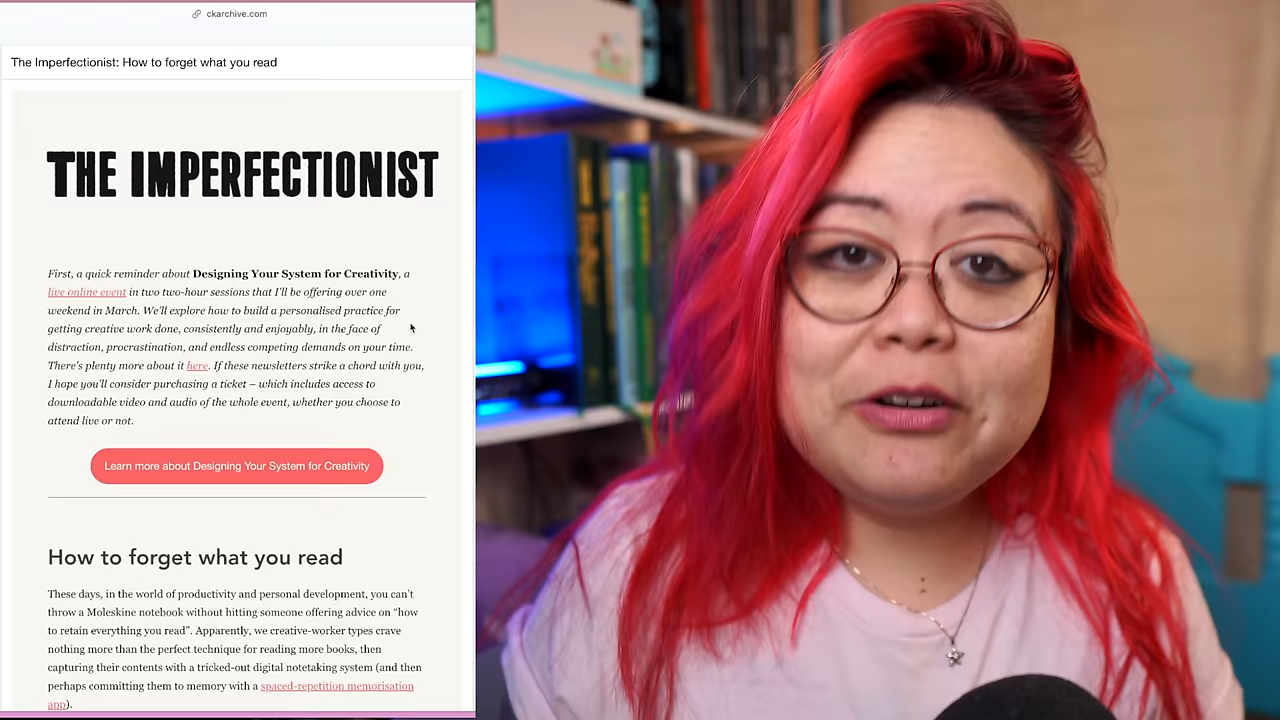 ckarchive.com
The Imperfectionist: How to forget what you read
THE IMPERFECTIONIST
First, a quick reminder about Designing Your System for Creativity, a
live online event in two two-hour sessions that I'll be offering over one
weekend in March. We'll explore how to build a personalised practice for
getting creative work done, consistently and enjoyably, in the face of
distraction, procrastination, and endless competing demands on your time.
There's plenty more about it here. If these newsletters strike a chord with you,
I hope you'll consider purchasing a ticket – which includes access to
downloadable video and audio of the whole event, whether you choose to
attend live or not.
Learn more about Designing Your System for Creativity
How to forget what you read
These days, in the world of productivity and personal development, you can't
throw a Moleskine notebook without hitting someone offering advice on “how
to retain everything you read”. Apparently, we creative-worker types crave
nothing more than the perfect technique for reading more books, then
capturing their contents with a tricked-out digital notetaking system (and then
perhaps committing them to memory with a spaced-repetition memorisation
app).